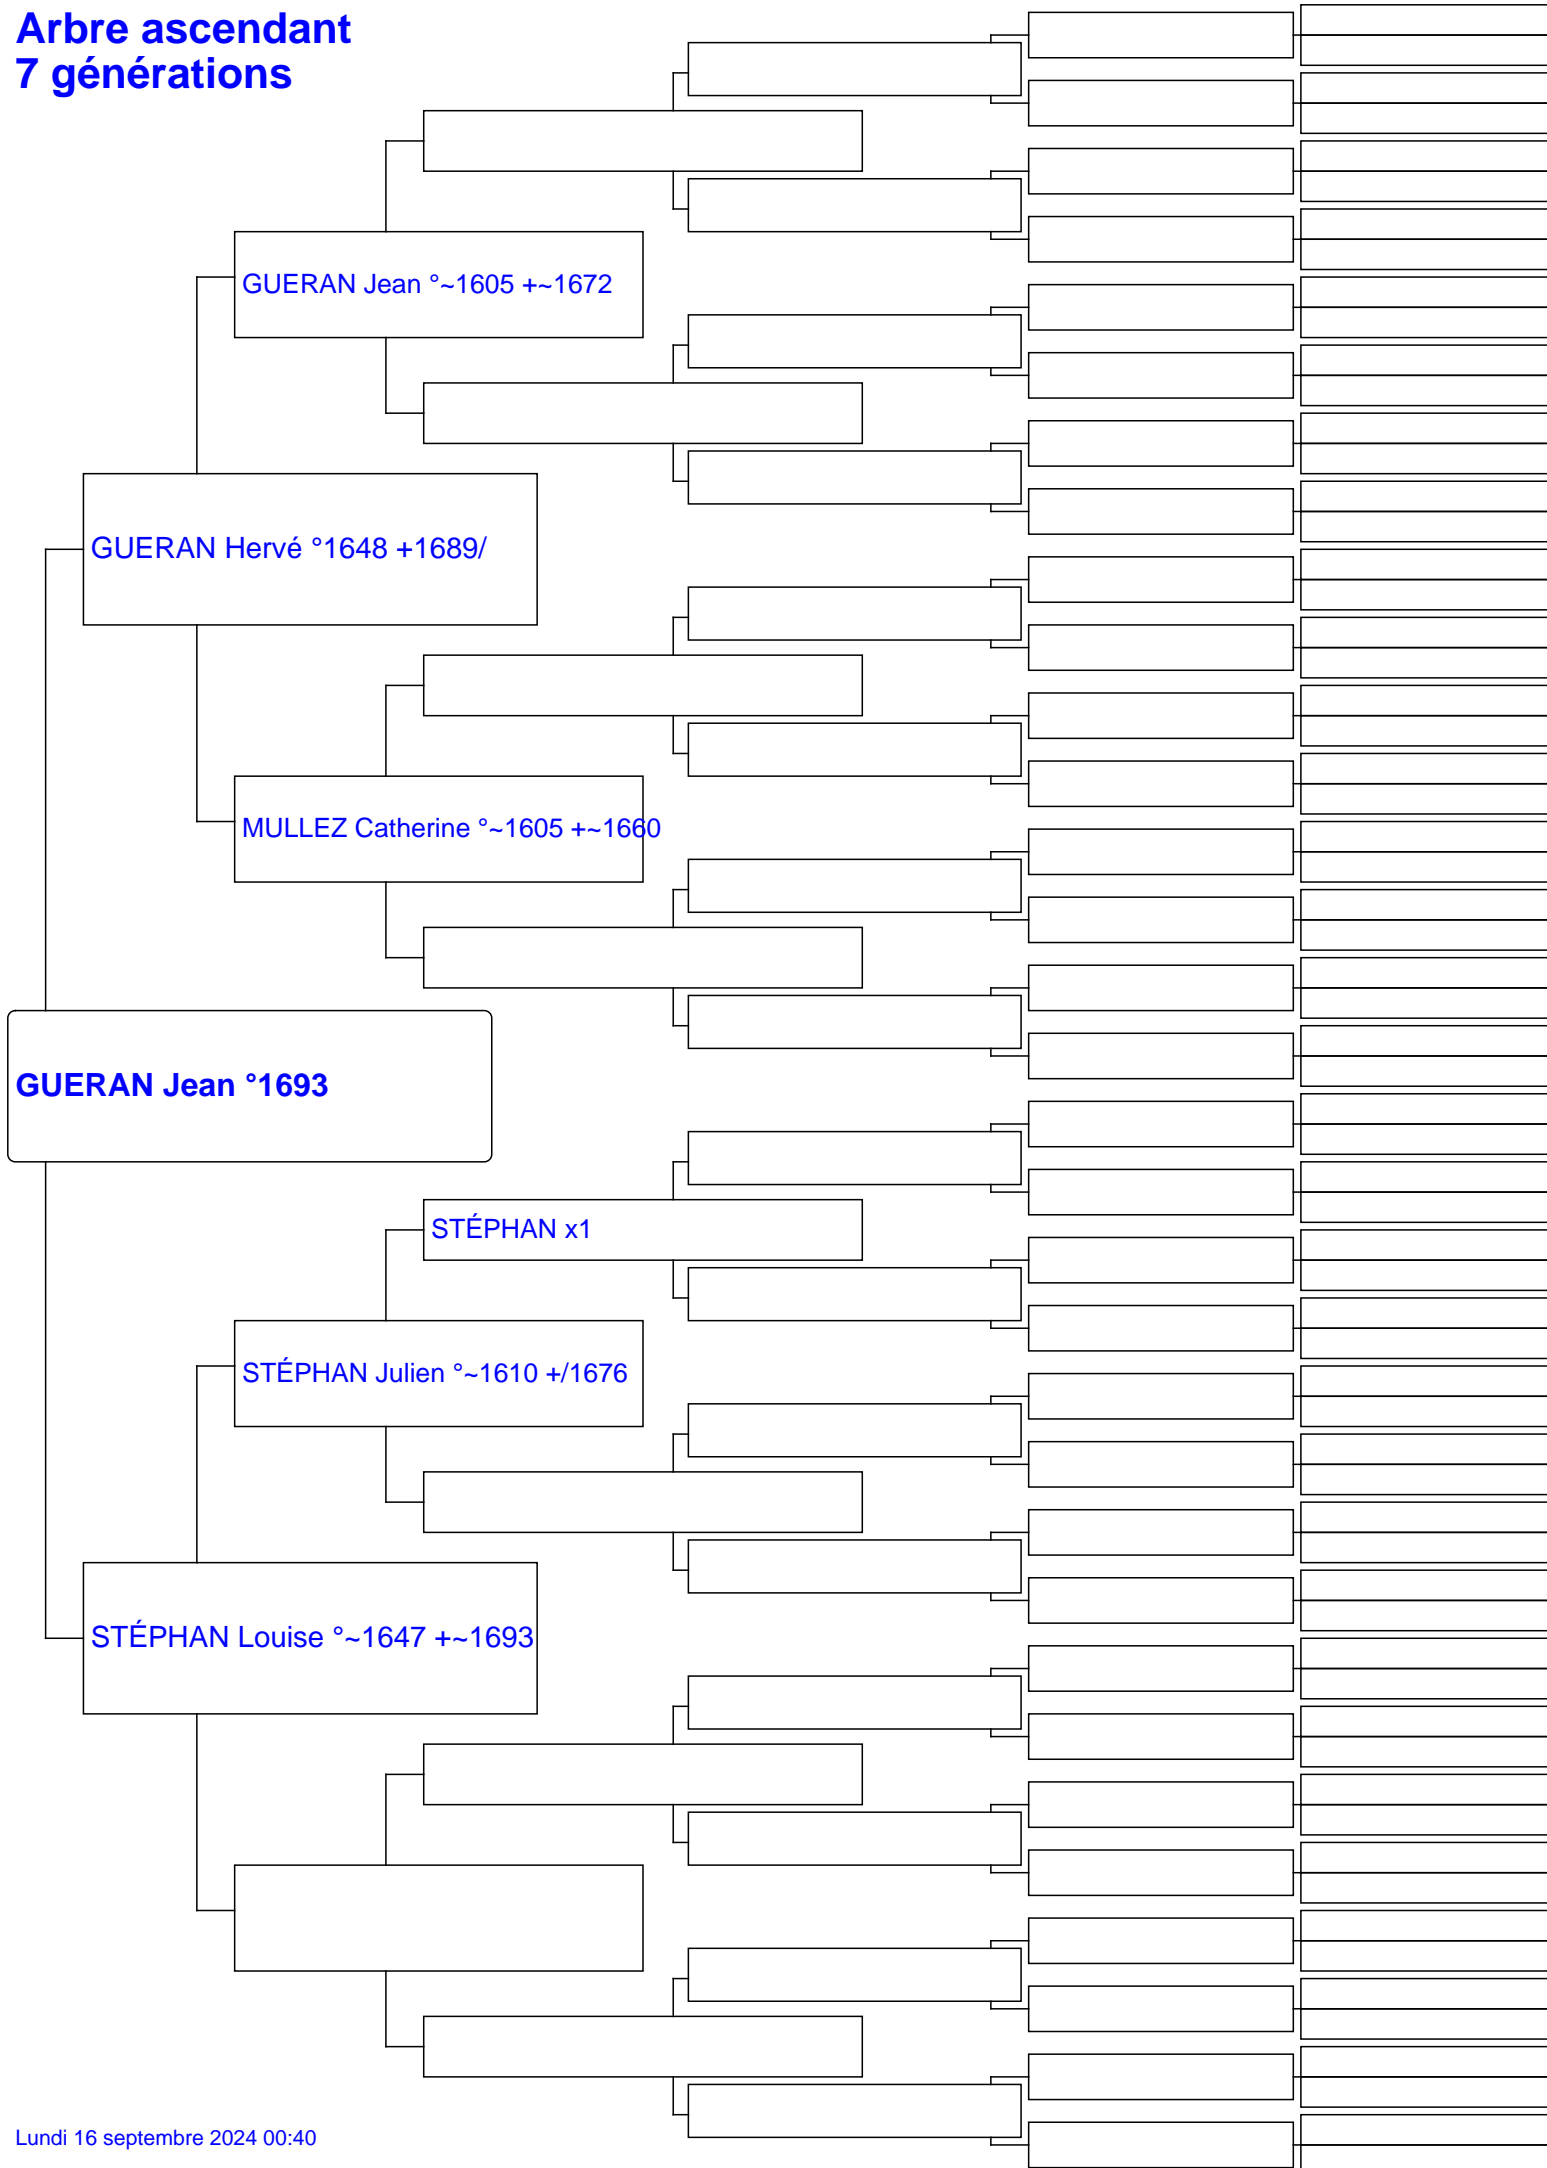 Arbre ascendant
7 générations
GUERAN Jean °~1605 +~1672
GUERAN Hervé °1648 +1689/
MULLEZ Catherine °~1605 +~1660
GUERAN Jean °1693
STÉPHAN x1
STÉPHAN Julien °~1610 +/1676
STÉPHAN Louise °~1647 +~1693
Lundi 16 septembre 2024 00:40